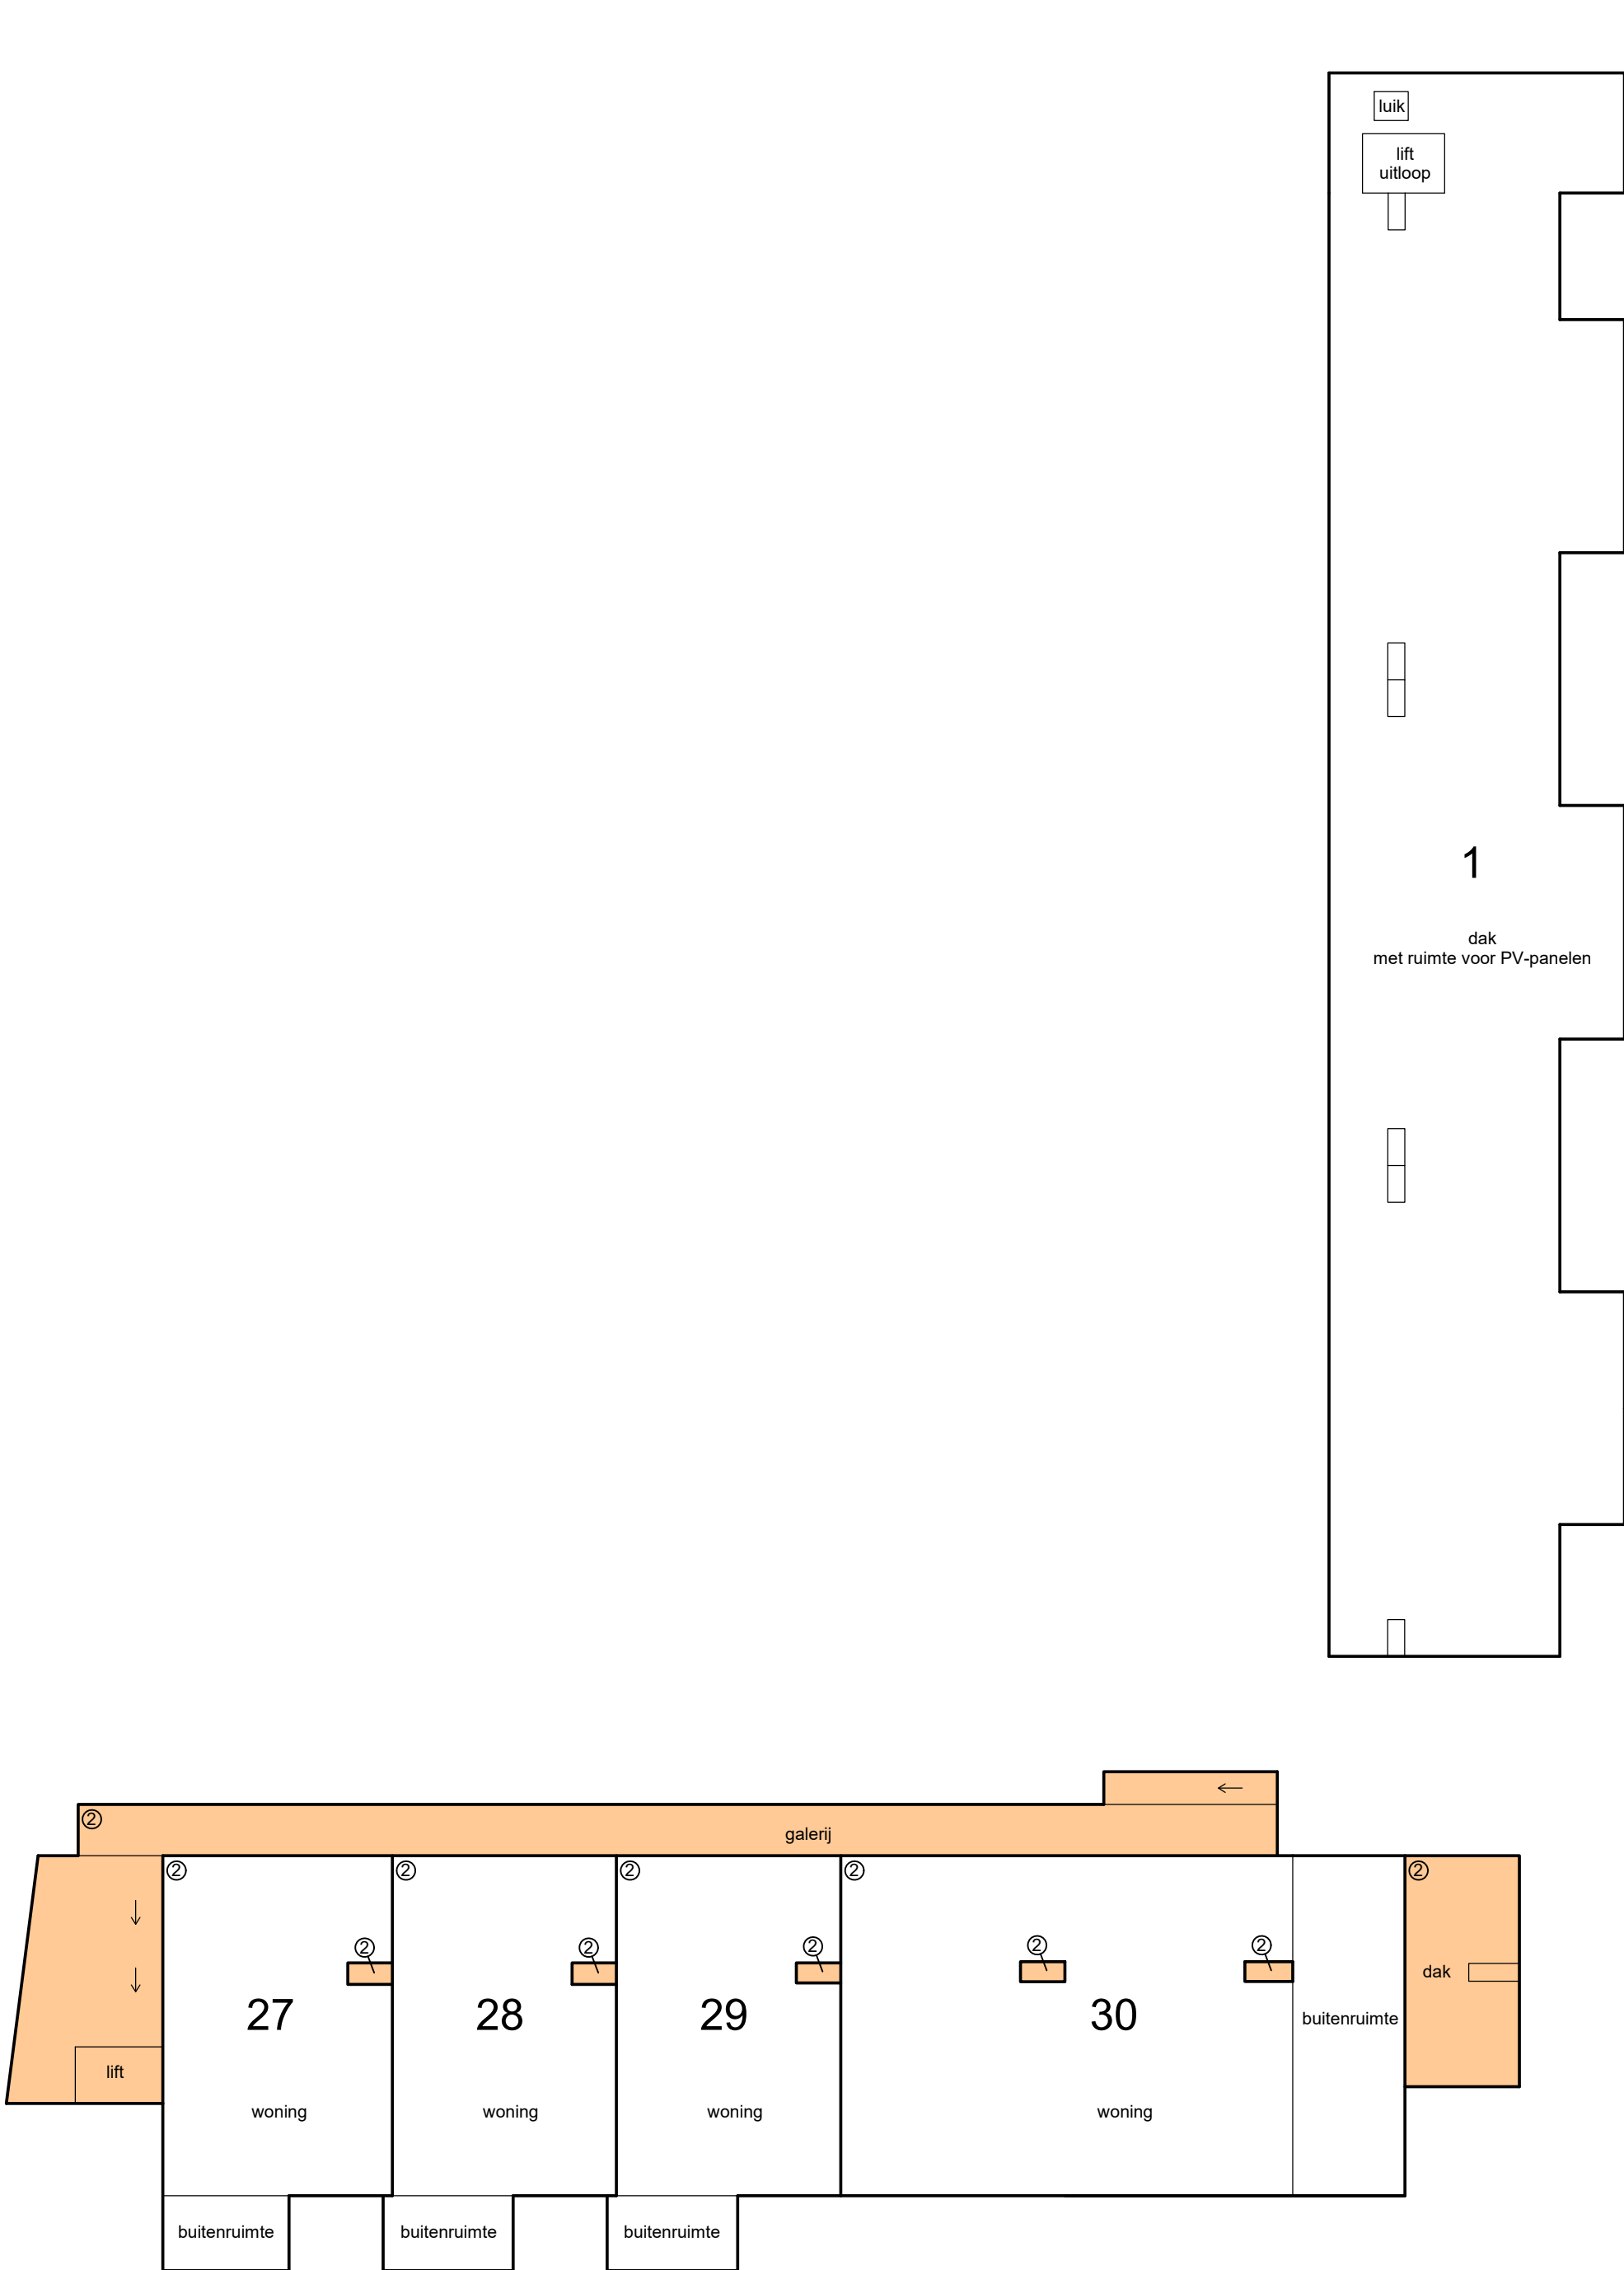 luik
lift
uitloop
1
dak
met ruimte voor PV-panelen
2
galerij
2
2
2
2
2
2
2
2
2
2
dak
27
28
29
30
buitenruimte
lift
woning
woning
woning
woning
buitenruimte
buitenruimte
buitenruimte